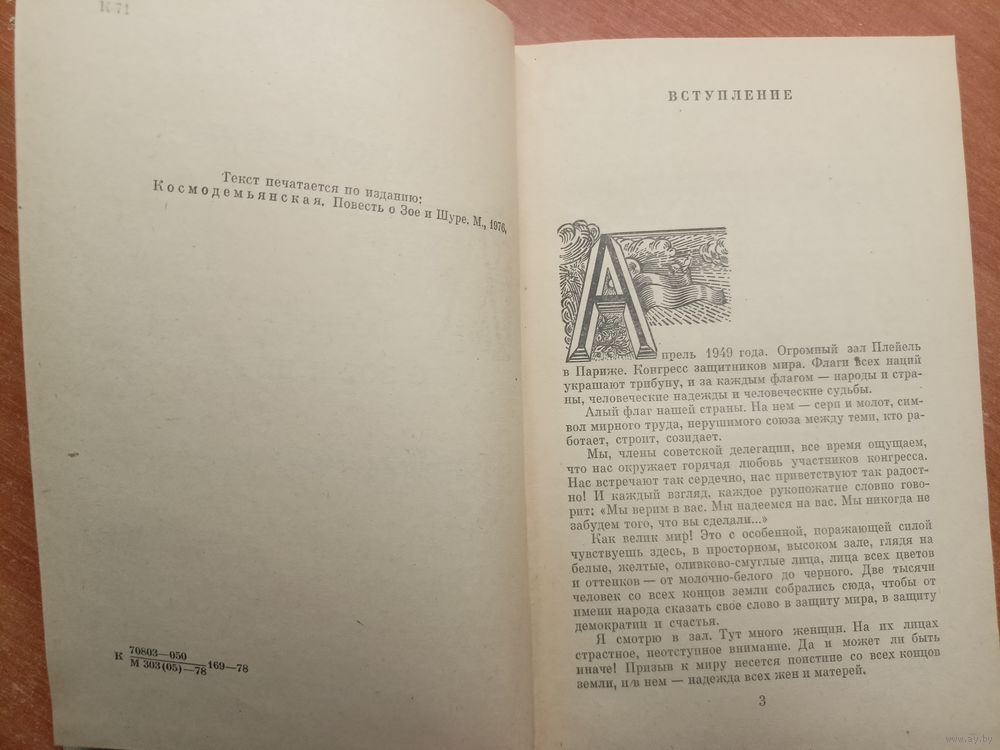 К 71
Текст печатается по изданию:
Космодемьянская. Повесть о Зое и Шуре. М., 1976.
К 70803—050
М 303(05)—78 169—78
ВСТУПЛЕНИЕ
Апрель 1949 года. Огромный зал Плейель
в Париже. Конгресс защитников мира. Флаги всех наций
украшают трибуну, и за каждым флагом — народы и стра-
ны, человеческие надежды и человеческие судьбы.
Алый флаг нашей страны. На нем — серп и молот, сим-
вол мирного труда, нерушимого союза между теми, кто ра-
ботает, строит, созидает.
Мы, члены советской делегации, все время ощущаем,
что нас окружает горячая любовь участников конгресса.
Нас встречают так сердечно, нас приветствуют так радост-
но! И каждый взгляд, каждое рукопожатие словно гово-
рит: «Мы верим в вас. Мы надеемся на вас. Мы никогда не
забудем того, что вы сделали...»
Как велик мир! Это с особенной, поражающей силой
чувствуешь здесь, в просторном, высоком зале, глядя на
белые, желтые, оливково-смуглые лица, лица всех цветов
и оттенков — от молочно-белого до черного. Две тысячи
человек со всех концов земли собрались сюда, чтобы от
имени народа сказать свое слово в защиту мира, в защиту
демократии и счастья.
Я смотрю в зал. Тут много женщин. На их лицах
страстное, неотступное внимание. Да и может ли быть
иначе! Призыв к миру несется поистине со всех концов
земли, и в нем — надежда всех жен и матерей.
3
www.ay.by